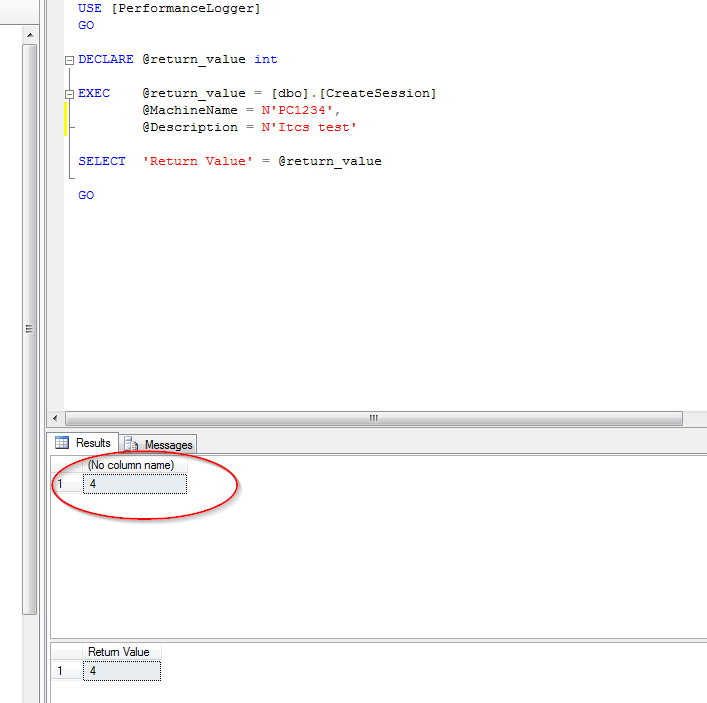 USE [PerformanceLogger]
GO
DECLARE @return_value int
EXEC @return_value = [dbo].[CreateSession]
@MachineName = N'PC1234',
@Description = N'Itcs test'
SELECT 'Return Value' = @return_value
GO
Results Messages
(No column name)
1 4
Return Value
1 4